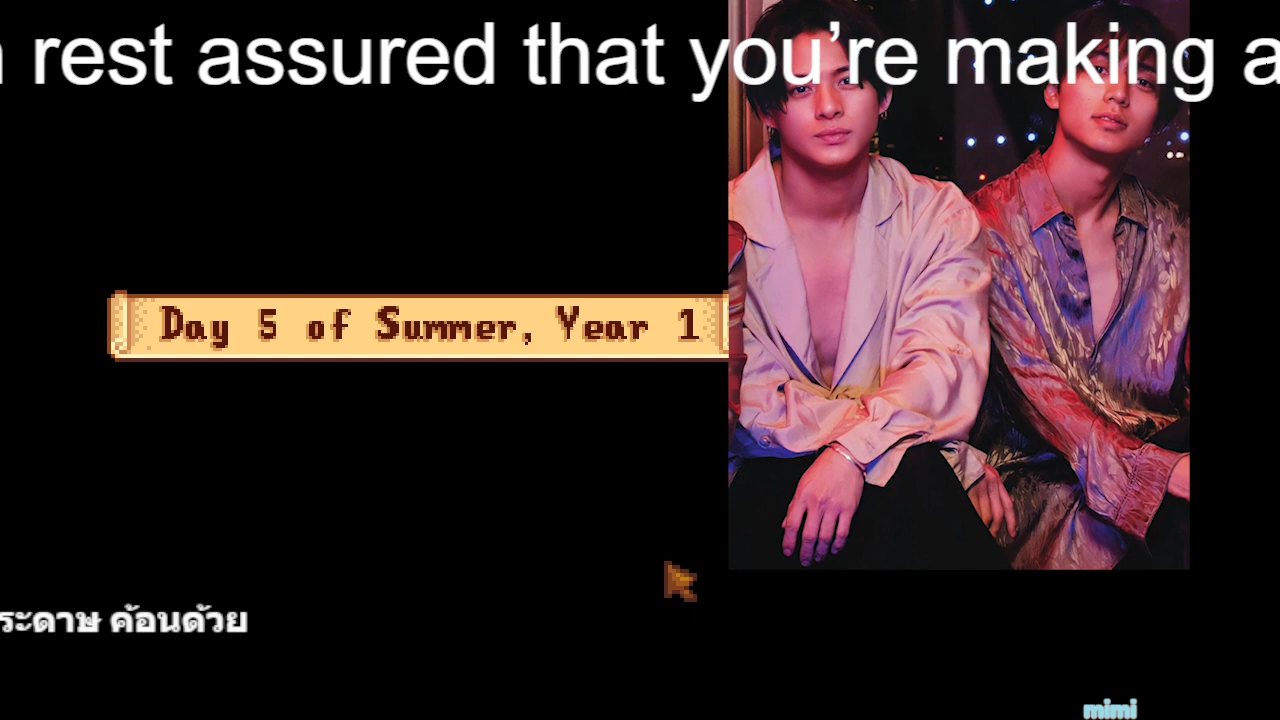 rest assured that you’re making a
Day 5 of Summer, Year 1
ระดาษ ค้อนด้วย
mimi